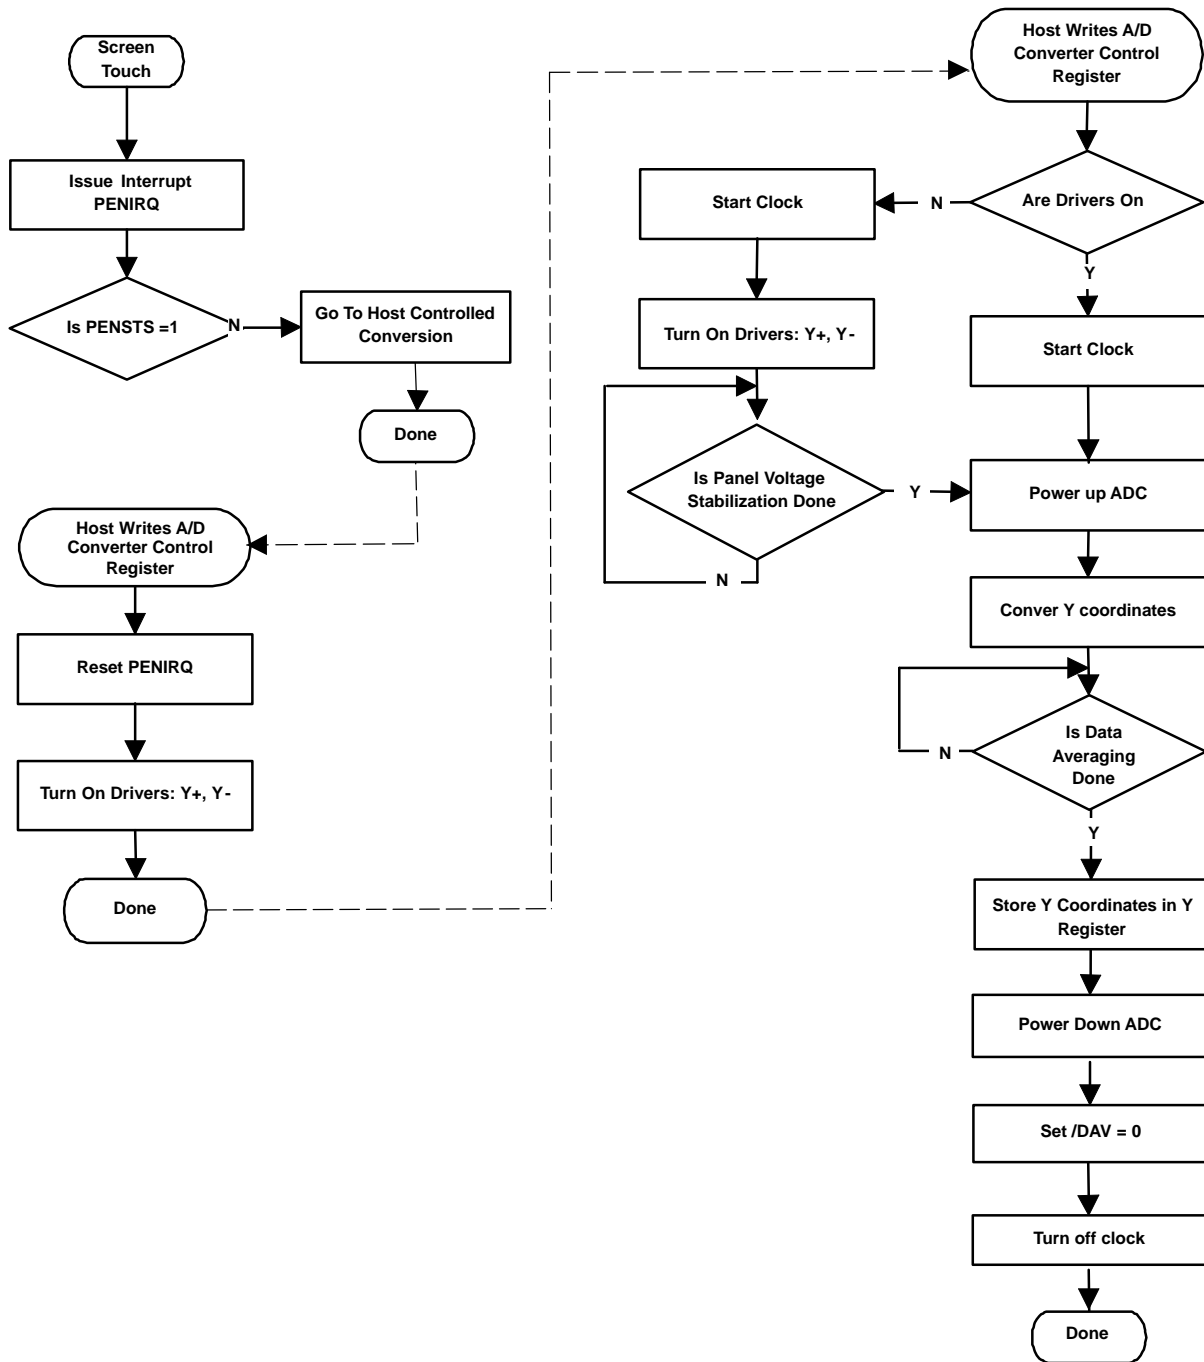 Screen
Touch
Issue Interrupt
PENIRQ
Is PENSTS =1
N
Go To Host Controlled
Conversion
Done
Host Writes A/D
Converter Control
Register
Reset PENIRQ
Turn On Drivers: Y+, Y-
Done
Host Writes A/D
Converter Control
Register
Are Drivers On
N
Start Clock
Turn On Drivers: Y+, Y-
Is Panel Voltage
Stabilization Done
N
Y
Y
Start Clock
Power up ADC
Conver Y coordinates
Is Data
Averaging
Done
N
Y
Store Y Coordinates in Y
Register
Power Down ADC
Set /DAV = 0
Turn off clock
Done